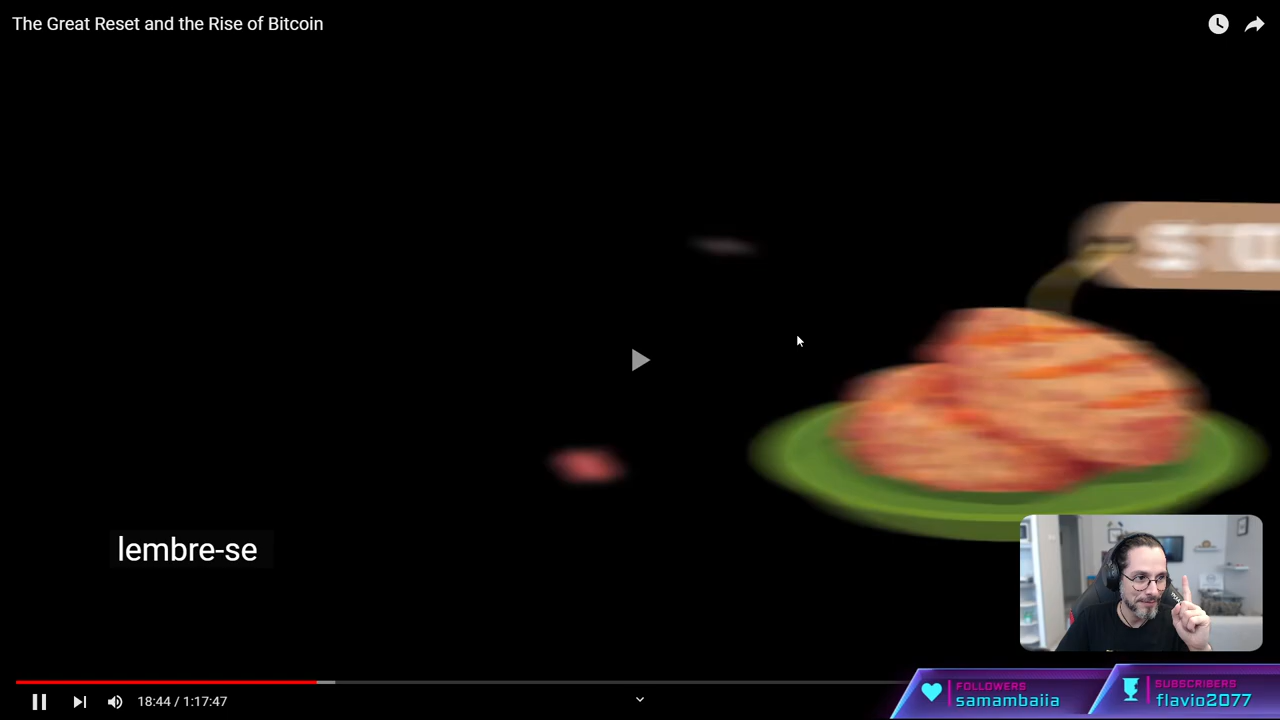 The Great Reset and the Rise of Bitcoin
lembre-se
18:44 / 1:17:47
FOLLOWERS
samambaiia
SUBSCRIBERS
flavio2077